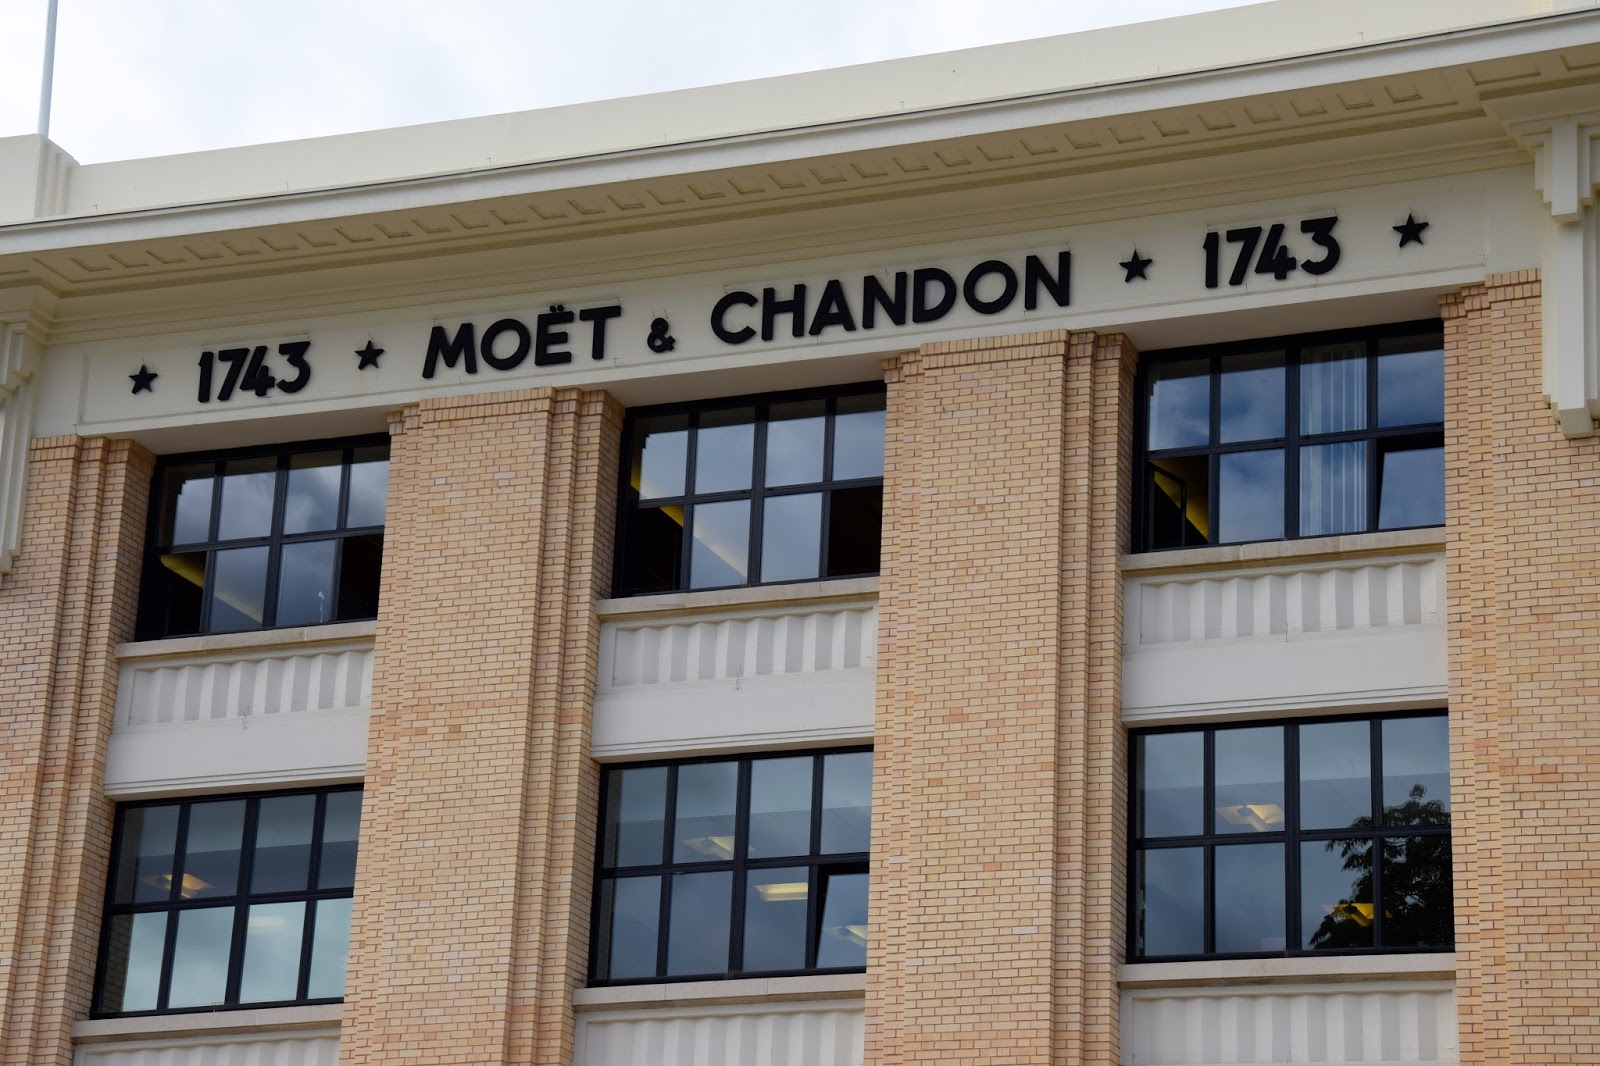 ★ 1743 ★ MOËT & CHANDON ★ 1743 ★